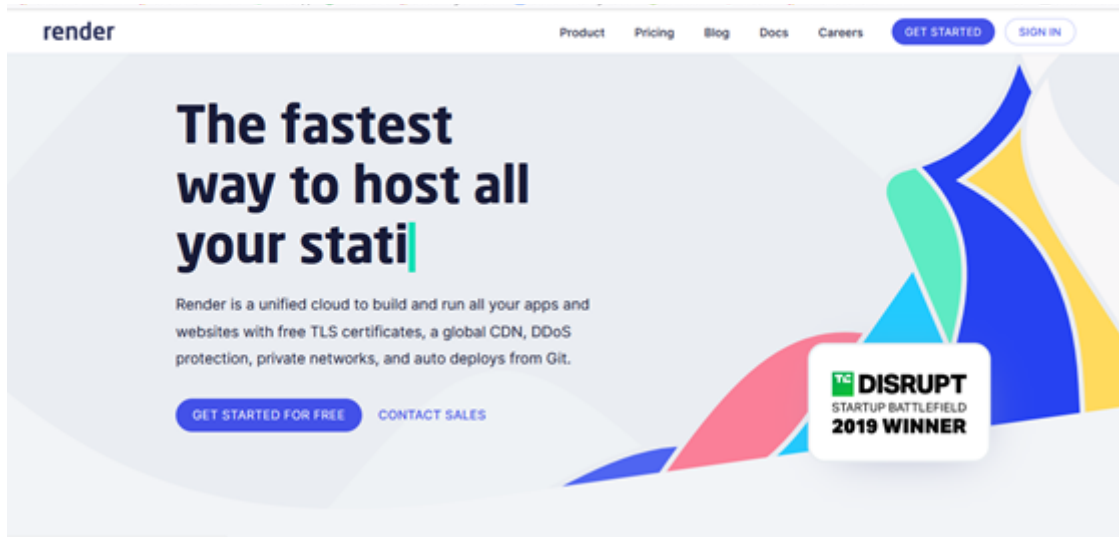 render
Product Pricing Blog Docs Careers GET STARTED SIGN IN
The fastest
way to host all
your stati
Render is a unified cloud to build and run all your apps and
websites with free TLS certificates, a global CDN, DDoS
protection, private networks, and auto deploys from Git.
GET STARTED FOR FREE CONTACT SALES
TC DISRUPT
STARTUP BATTLEFIELD
2019 WINNER